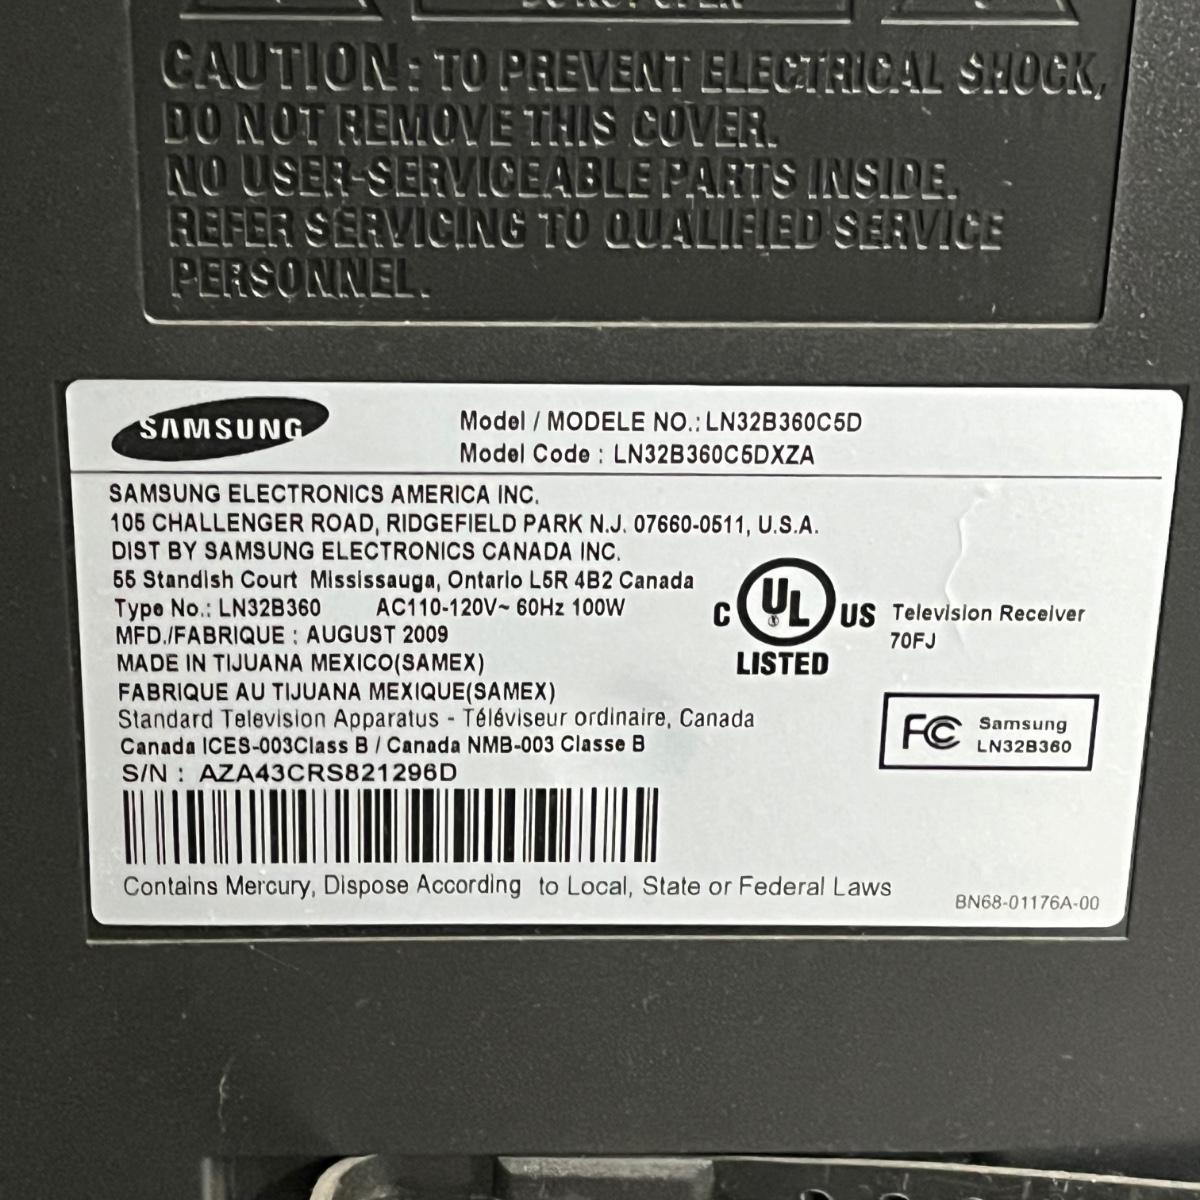 DO NOT OPEN
CAUTION: TO PREVENT ELECTRICAL SHOCK,
DO NOT REMOVE THIS COVER.
NO USER-SERVICEABLE PARTS INSIDE.
REFER SERVICING TO QUALIFIED SERVICE
PERSONNEL.
SAMSUNG
Model / MODELE NO.: LN32B360C5D
Model Code : LN32B360C5DXZA
SAMSUNG ELECTRONICS AMERICA INC.
105 CHALLENGER ROAD, RIDGEFIELD PARK N.J. 07660-0511, U.S.A.
DIST BY SAMSUNG ELECTRONICS CANADA INC.
55 Standish Court Mississauga, Ontario L5R 4B2 Canada
Type No.: LN32B360 AC110-120V~ 60Hz 100W
MFD./FABRIQUE : AUGUST 2009
MADE IN TIJUANA MEXICO(SAMEX)
FABRIQUE AU TIJUANA MEXIQUE(SAMEX)
Standard Television Apparatus - Téléviseur ordinaire, Canada
Canada ICES-003Class B / Canada NMB-003 Classe B
S/N : AZA43CRS821296D
C UL ® US
LISTED
Television Receiver
70FJ
FC Samsung
LN32B360
Contains Mercury, Dispose According to Local, State or Federal Laws
BN68-01176A-00